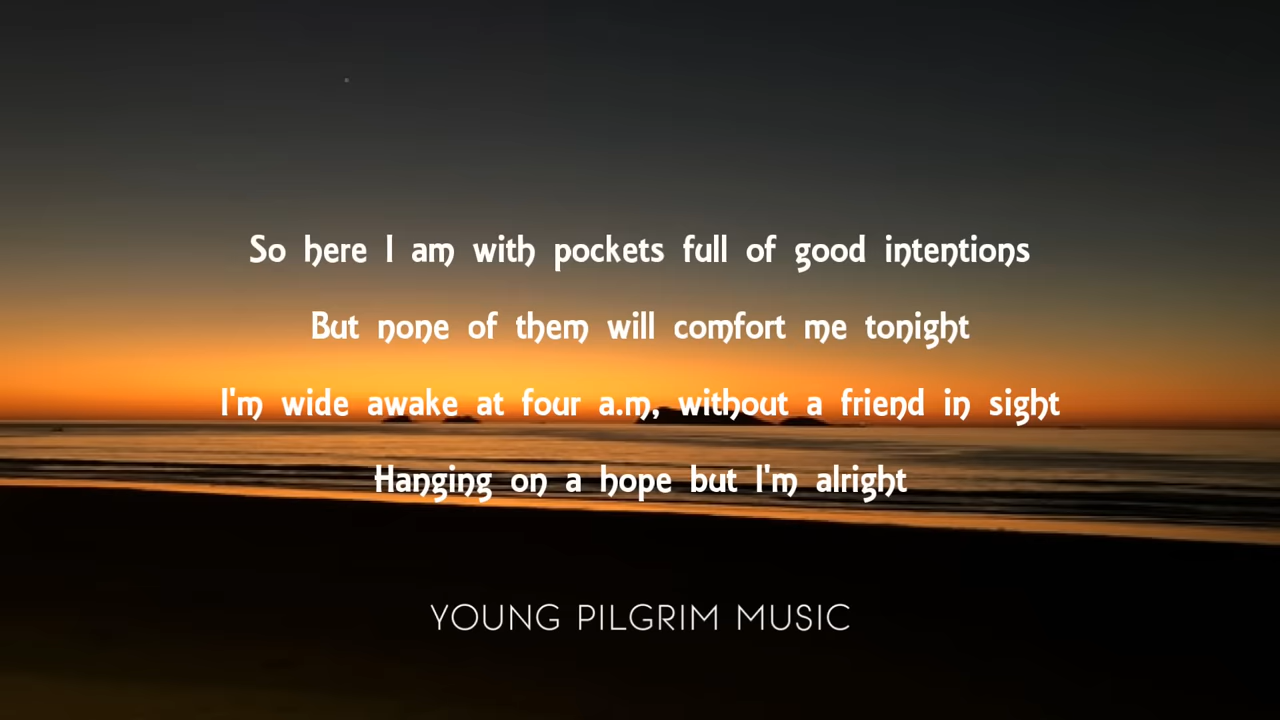 So here I am with pockets full of good intentions
But none of them will comfort me tonight
I'm wide awake at four a.m, without a friend in sight
Hanging on a hope but I'm alright
YOUNG PILGRIM MUSIC